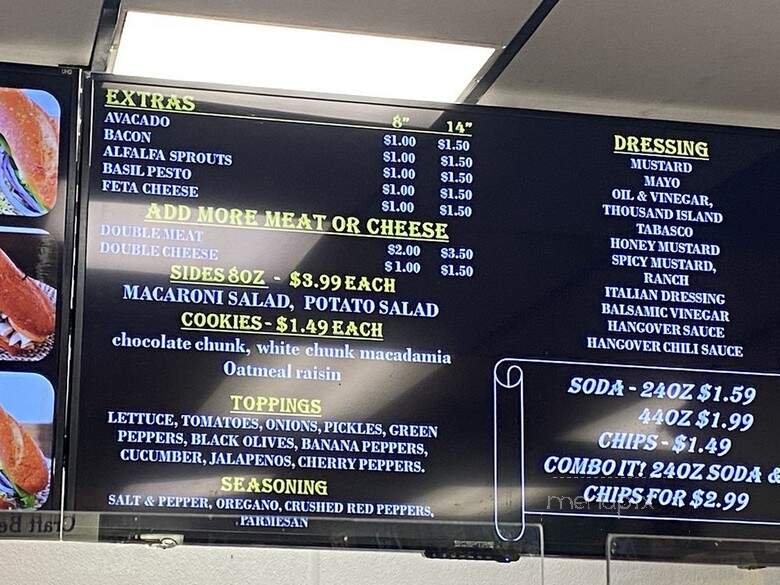 EXTRAS
8" 14"
AVACADO $1.00 $1.50
BACON $1.00 $1.50
ALFALFA SPROUTS $1.00 $1.50
BASIL PESTO $1.00 $1.50
FETA CHEESE $1.00 $1.50
ADD MORE MEAT OR CHEESE
DOUBLE MEAT $2.00 $3.50
DOUBLE CHEESE $1.00 $1.50
SIDES 8OZ - $3.99 EACH
MACARONI SALAD, POTATO SALAD
COOKIES - $1.49 EACH
chocolate chunk, white chunk macadamia
Oatmeal raisin
TOPPINGS
LETTUCE, TOMATOES, ONIONS, PICKLES, GREEN
PEPPERS, BLACK OLIVES, BANANA PEPPERS,
CUCUMBER, JALAPENOS, CHERRY PEPPERS.
SEASONING
SALT & PEPPER, OREGANO, CRUSHED RED PEPPERS,
PARMESAN
DRESSING
MUSTARD
MAYO
OIL & VINEGAR,
THOUSAND ISLAND
TABASCO
HONEY MUSTARD
SPICY MUSTARD,
RANCH
ITALIAN DRESSING
BALSAMIC VINEGAR
HANGOVER SAUCE
HANGOVER CHILI SAUCE
SODA - 24OZ $1.59
44OZ $1.99
CHIPS - $1.49
COMBO IT! 24OZ SODA &
CHIPS FOR $2.99
menupix
UHD
Craft Be